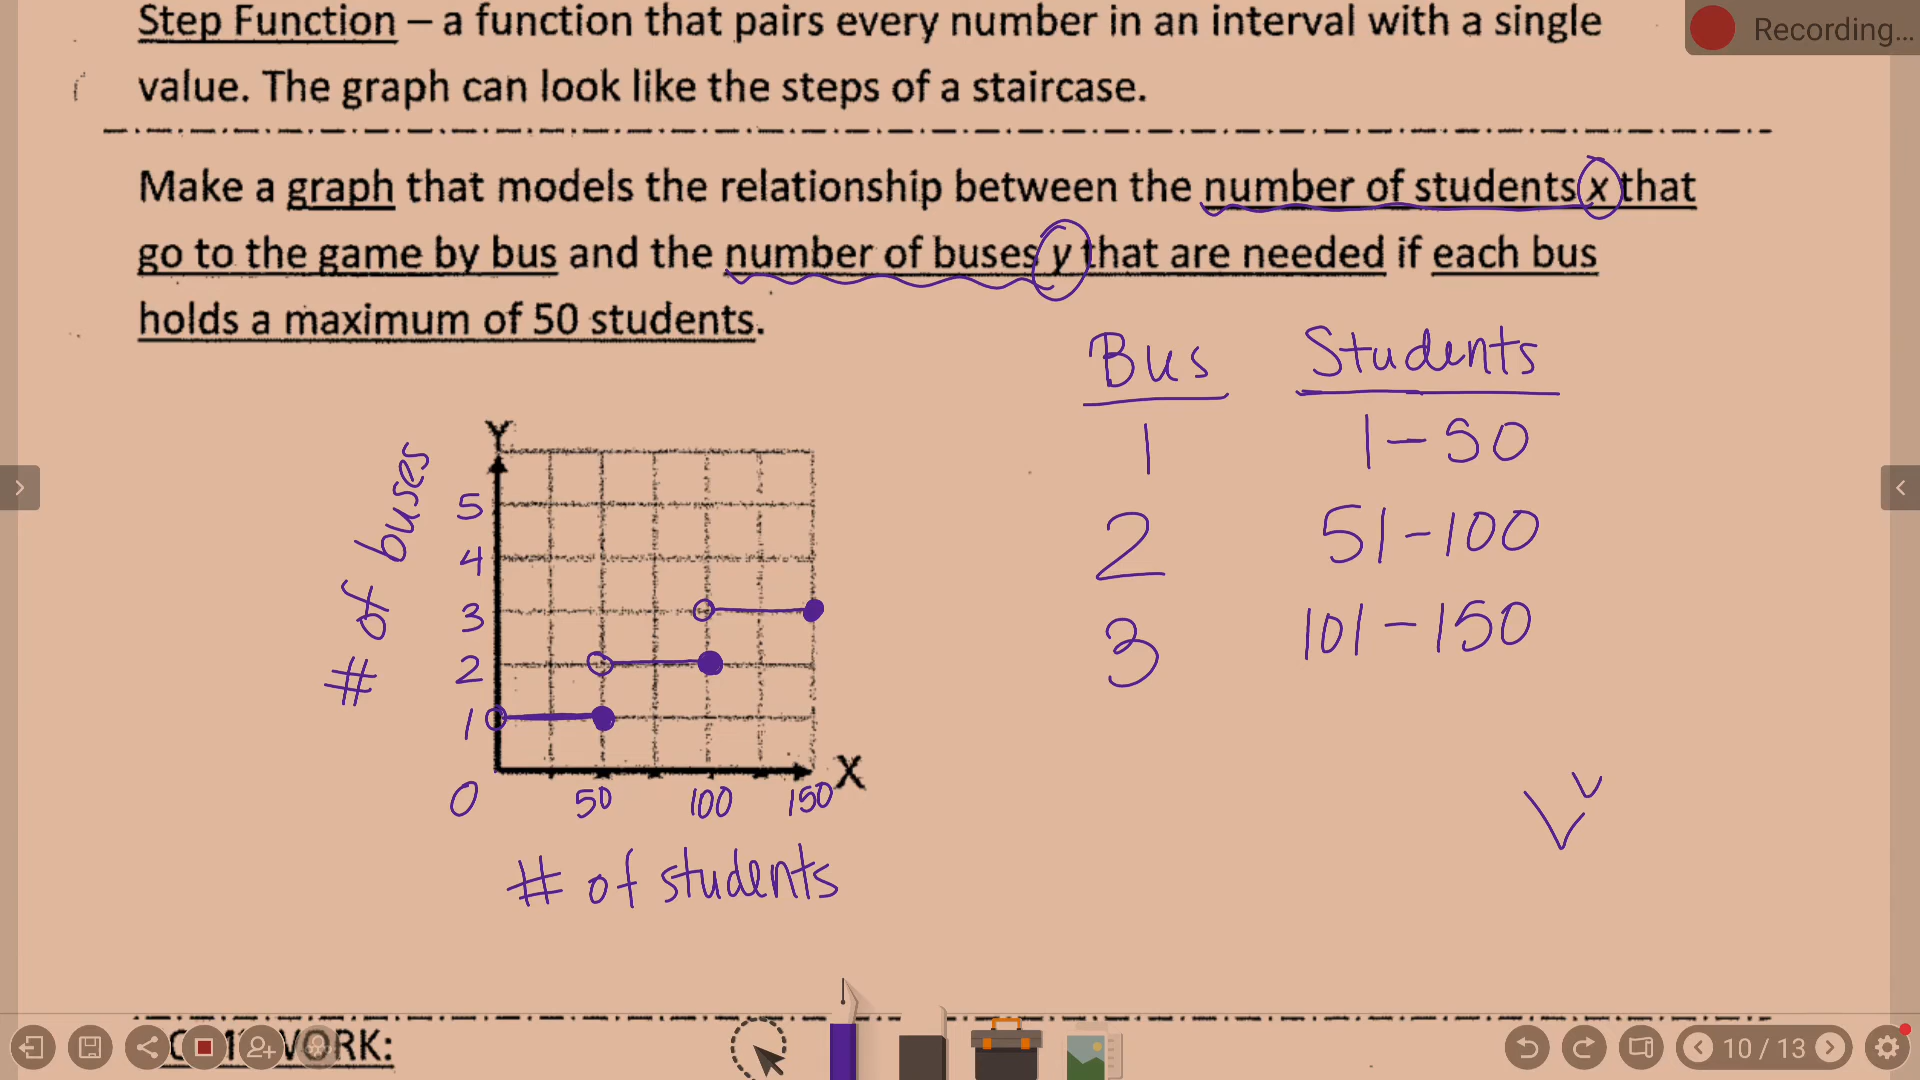 Step Function – a function that pairs every number in an interval with a single
value. The graph can look like the steps of a staircase.
Recording...
Make a graph that models the relationship between the number of students x that
go to the game by bus and the number of buses y that are needed if each bus
holds a maximum of 50 students.
Bus Students
1 1-50
2 51-100
3 101-150
Y
# of buses
5
4
3
2
1
0 50 100 150 X
# of students
10 / 13